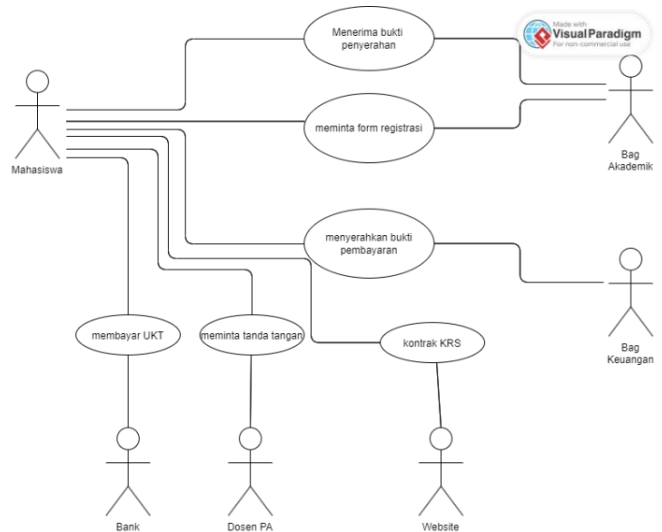 Made with
Visual Paradigm
For non-commercial use
Menerima bukti
penyerahan
meminta form registrasi
Mahasiswa
Bag
Akademik
menyerahkan bukti
pembayaran
membayar UKT
meminta tanda tangan
kontrak KRS
Bag
Keuangan
Bank
Dosen PA
Website